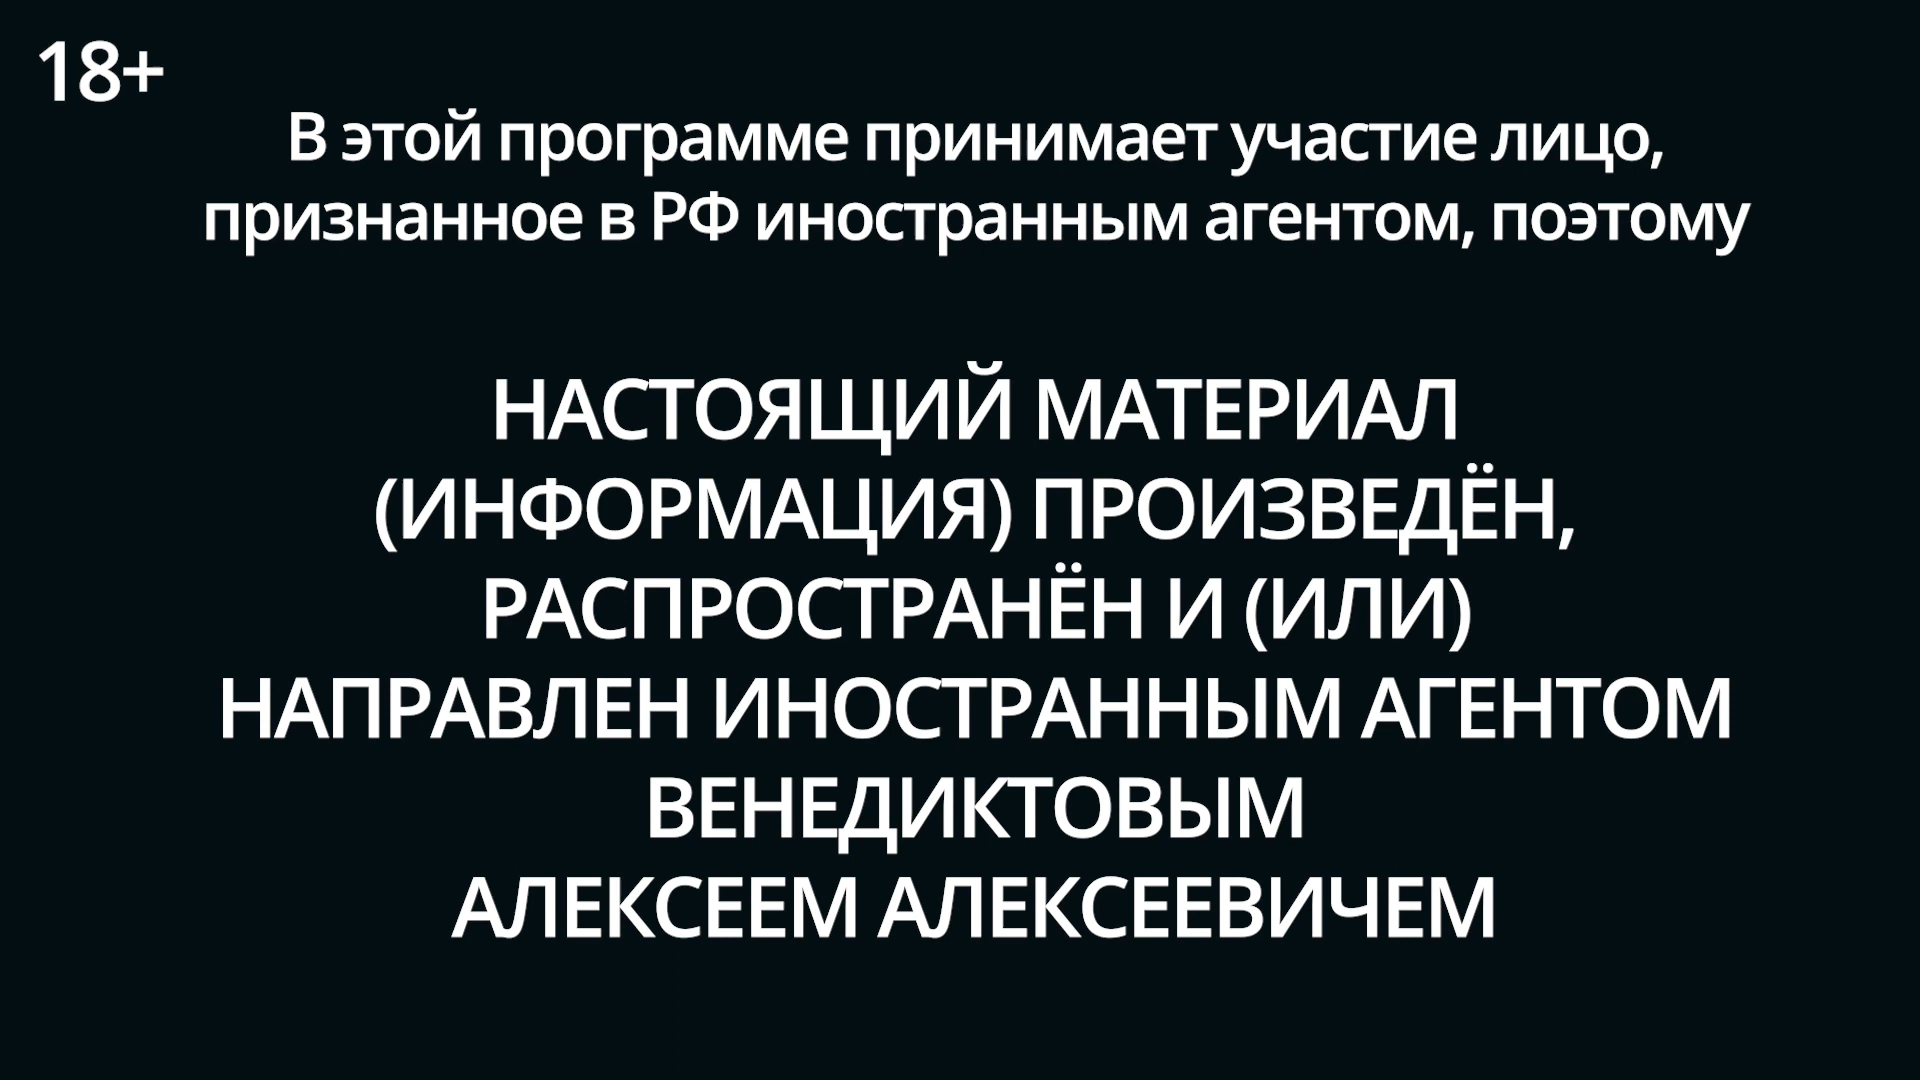 18+
В этой программе принимает участие лицо,
признанное в РФ иностранным агентом, поэтому
НАСТОЯЩИЙ МАТЕРИАЛ
(ИНФОРМАЦИЯ) ПРОИЗВЕДЁН,
РАСПРОСТРАНЁН И (ИЛИ)
НАПРАВЛЕН ИНОСТРАННЫМ АГЕНТОМ
ВЕНЕДИКТОВЫМ
АЛЕКСЕЕМ АЛЕКСЕЕВИЧЕМ